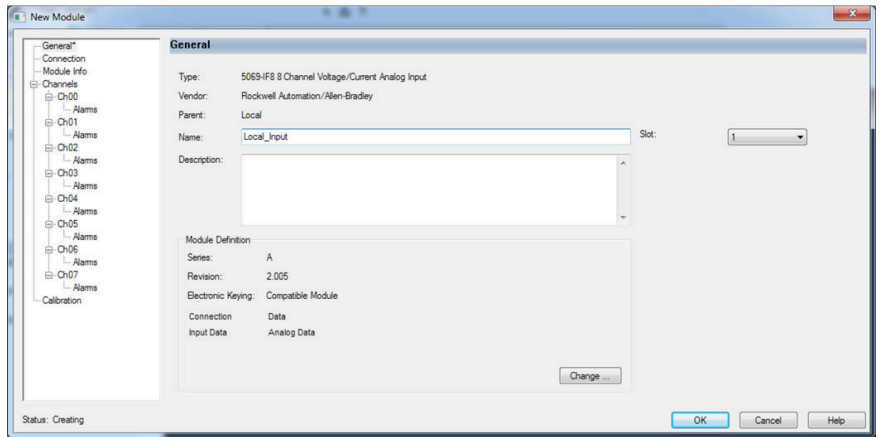 New Module
General*
Connection
Module Info
Channels
Ch00
Alarms
Ch01
Alarms
Ch02
Alarms
Ch03
Alarms
Ch04
Alarms
Ch05
Alarms
Ch06
Alarms
Ch07
Alarms
Calibration
General
Type: 5069-IF8 8 Channel Voltage/Current Analog Input
Vendor: Rockwell Automation/Allen-Bradley
Parent: Local
Name: Local_Input Slot: 1
Description:
Module Definition
Series: A
Revision: 2.005
Electronic Keying: Compatible Module
Connection Data
Input Data Analog Data
Change ...
Status: Creating OK Cancel Help